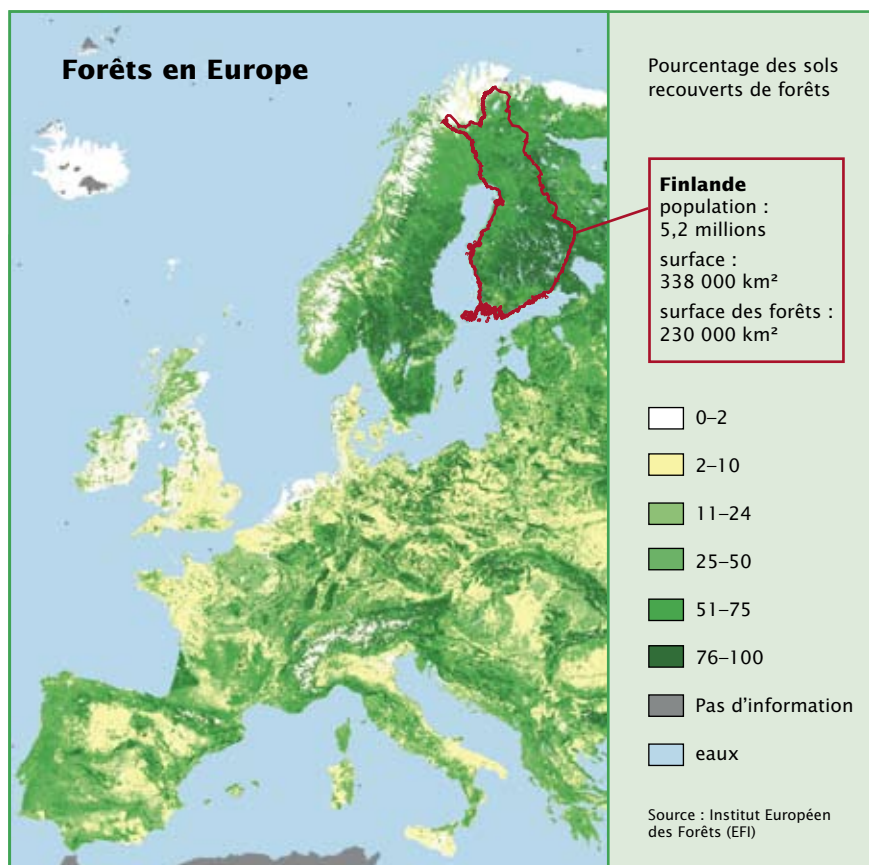 Forêts en Europe
Pourcentage des sols
recouverts de forêts
Finlande
population :
5,2 millions
surface :
338 000 km²
surface des forêts :
230 000 km²
0–2
2–10
11–24
25–50
51–75
76–100
Pas d’information
eaux
Source : Institut Européen
des Forêts (EFI)